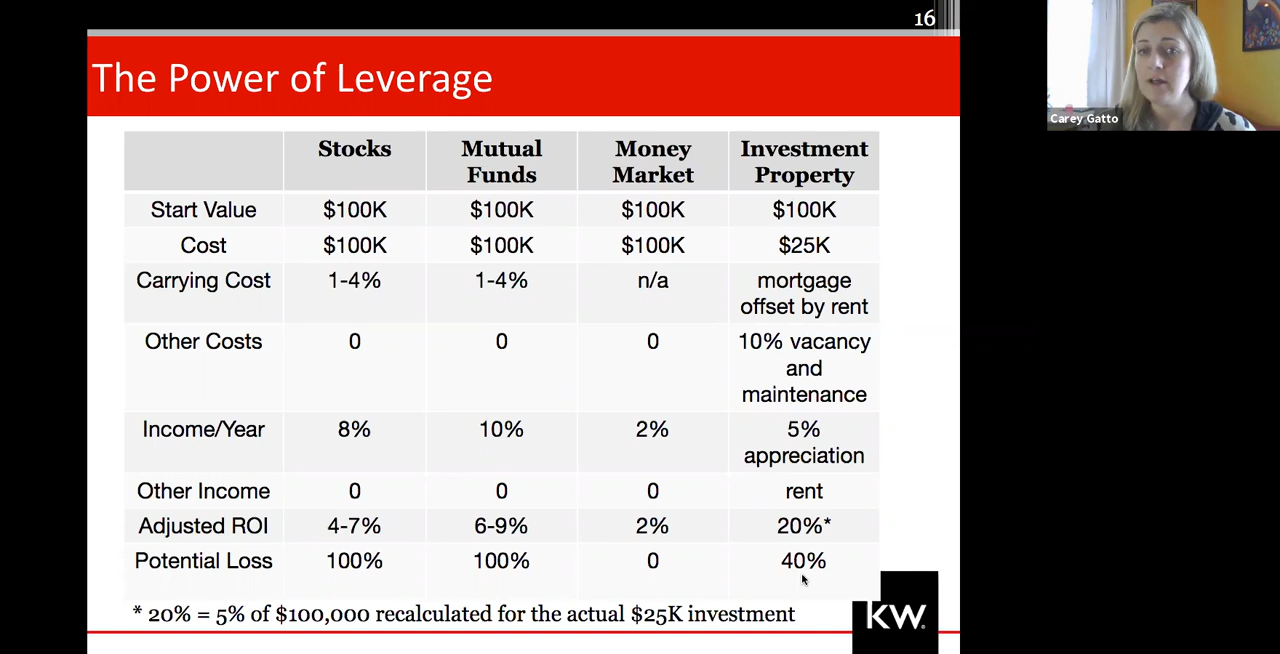 16
The Power of Leverage
Carey Gatto
Stocks Mutual Funds Money Market Investment Property
Start Value $100K $100K $100K $100K
Cost $100K $100K $100K $25K
Carrying Cost 1-4% 1-4% n/a mortgage offset by rent
Other Costs 0 0 0 10% vacancy and maintenance
Income/Year 8% 10% 2% 5% appreciation
Other Income 0 0 0 rent
Adjusted ROI 4-7% 6-9% 2% 20%*
Potential Loss 100% 100% 0 40%
* 20% = 5% of $100,000 recalculated for the actual $25K investment
kw.